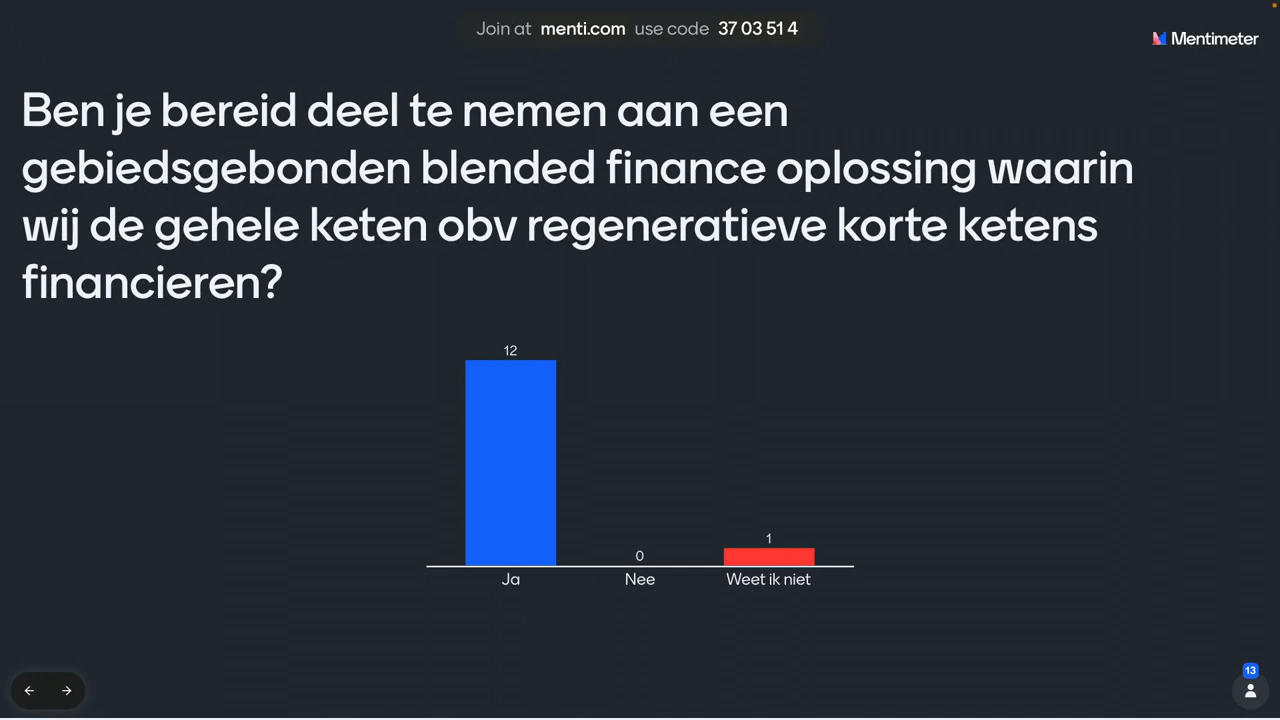 Join at menti.com use code 37 03 51 4
Mentimeter
Ben je bereid deel te nemen aan een
gebiedsgebonden blended finance oplossing waarin
wij de gehele keten obv regeneratieve korte ketens
financieren?
12
0
1
Ja
Nee
Weet ik niet
13